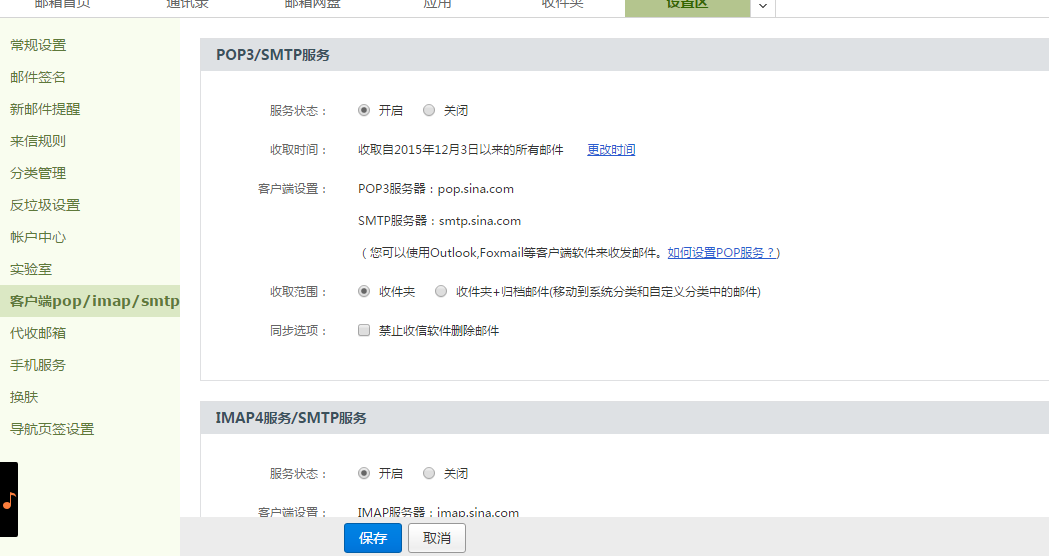 邮箱首页 通讯录 邮箱网盘 应用 收件夹 设置区
常规设置
邮件签名
新邮件提醒
来信规则
分类管理
反垃圾设置
帐户中心
实验室
客户端pop/imap/smtp
代收邮箱
手机服务
换肤
导航页签设置
POP3/SMTP服务
服务状态： 开启 关闭
收取时间： 收取自2015年12月3日以来的所有邮件 更改时间
客户端设置： POP3服务器：pop.sina.com
SMTP服务器：smtp.sina.com
（您可以使用Outlook,Foxmail等客户端软件来收发邮件。如何设置POP服务？）
收取范围： 收件夹 收件夹+归档邮件(移动到系统分类和自定义分类中的邮件)
同步选项： 禁止收信软件删除邮件
IMAP4服务/SMTP服务
服务状态： 开启 关闭
客户端设置： IMAP服务器：imap.sina.com
保存 取消